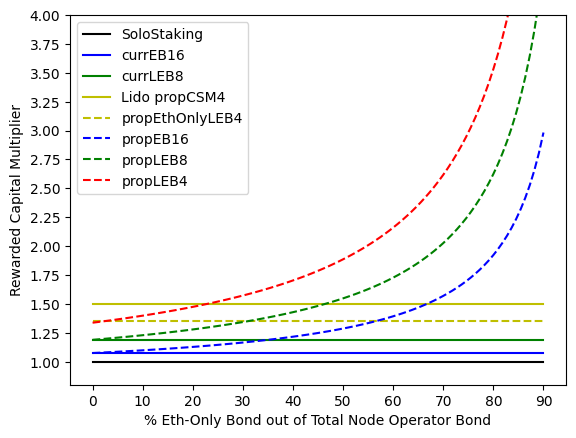 4.00
3.75
3.50
3.25
3.00
2.75
2.50
2.25
2.00
1.75
1.50
1.25
1.00
Rewarded Capital Multiplier
SoloStaking
currEB16
currLEB8
Lido propCSM4
propEthOnlyLEB4
propEB16
propLEB8
propLEB4
0 10 20 30 40 50 60 70 80 90
% Eth-Only Bond out of Total Node Operator Bond